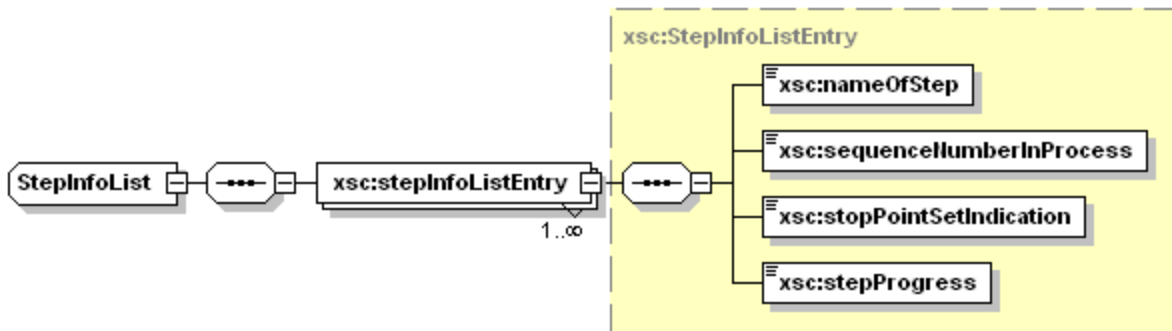 xsc:StepInfoListEntry
xsc:nameOfStep
xsc:sequenceNumberInProcess
StepInfoList
xsc:stepInfoListEntry
1..∞
xsc:stopPointSetIndication
xsc:stepProgress